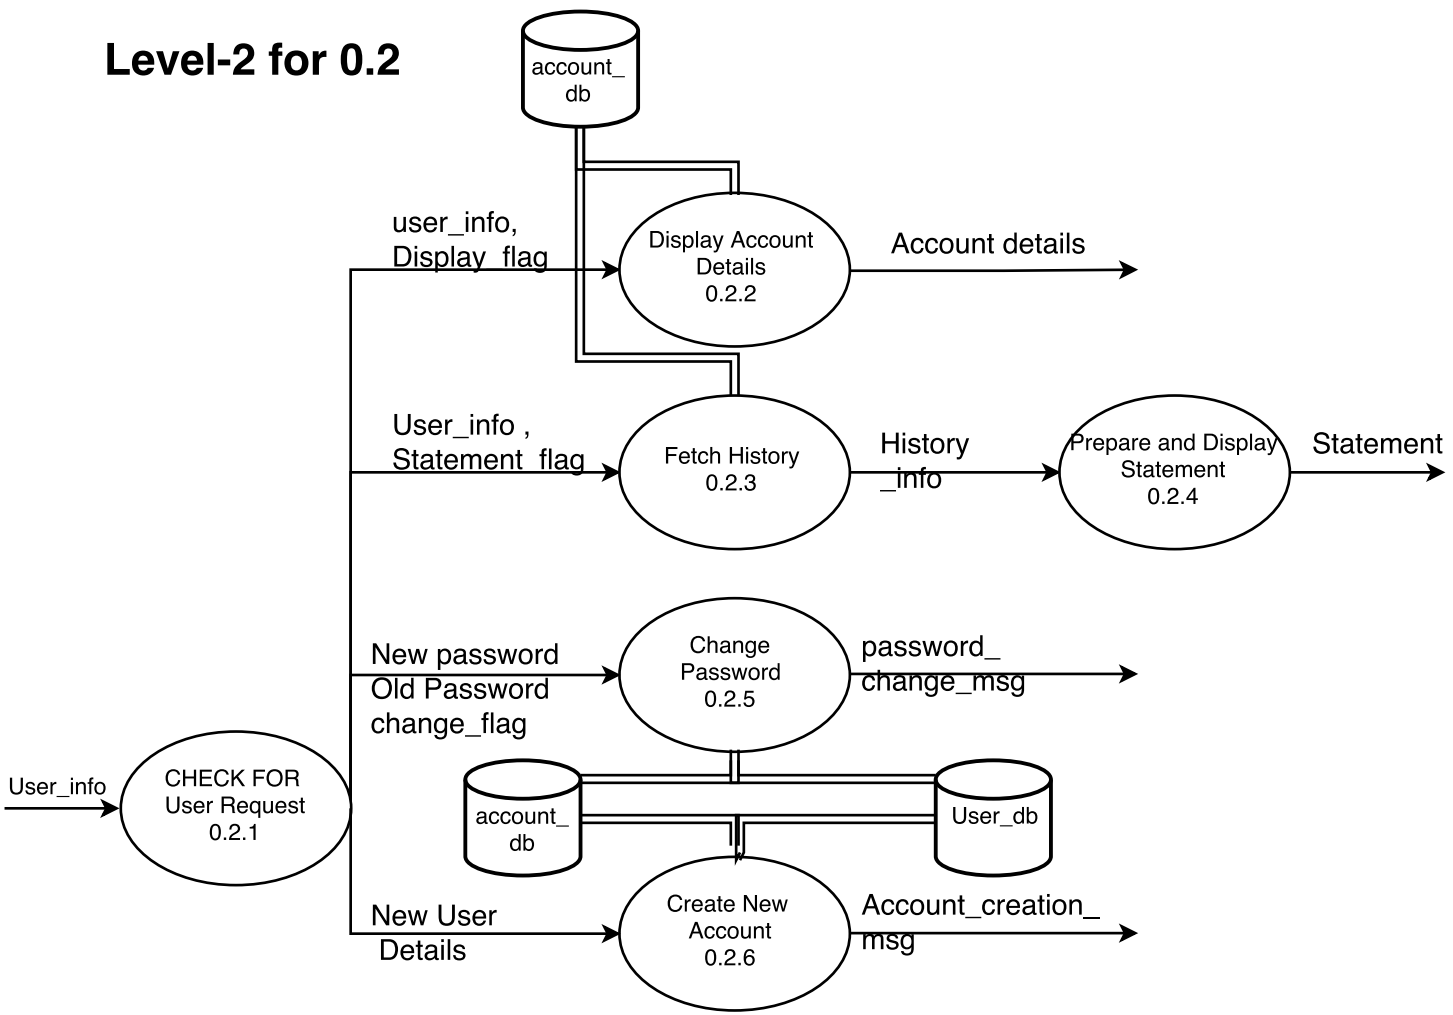 Level-2 for 0.2
account_
db
user_info,
Display_flag
Display Account
Details
0.2.2
Account details
User_info ,
Statement_flag
Fetch History
0.2.3
History
_info
Prepare and Display
Statement
0.2.4
Statement
New password
Old Password
change_flag
Change
Password
0.2.5
password_
change_msg
User_info
CHECK FOR
User Request
0.2.1
account_
db
User_db
New User
Details
Create New
Account
0.2.6
Account_creation_
msg